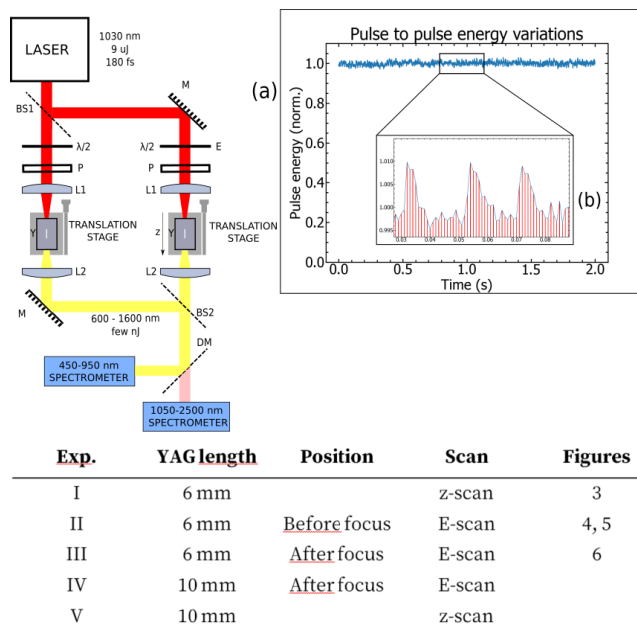 LASER
1030 nm
9 uJ
180 fs
BS1
M
λ/2
λ/2
E
P
P
L1
L1
Y
I
TRANSLATION
STAGE
z
Y
I
TRANSLATION
STAGE
L2
L2
M
600 - 1600 nm
few nJ
BS2
DM
450-950 nm
SPECTROMETER
1050-2500 nm
SPECTROMETER
(a)
Pulse to pulse energy variations
Pulse energy (norm.)
1.0
0.8
0.6
0.4
0.2
0.0
0.0 0.5 1.0 1.5 2.0
Time (s)
(b)
1.010
1.005
1.000
0.995
0.03 0.04 0.05 0.06 0.07 0.08
Exp. YAG length Position Scan Figures
I 6 mm z-scan 3
II 6 mm Before focus E-scan 4, 5
III 6 mm After focus E-scan 6
IV 10 mm After focus E-scan
V 10 mm z-scan